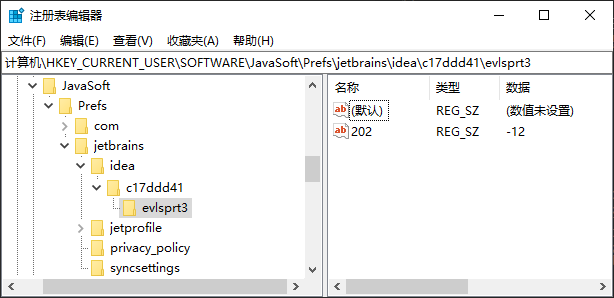 注册表编辑器
文件(F) 编辑(E) 查看(V) 收藏夹(A) 帮助(H)
计算机\HKEY_CURRENT_USER\SOFTWARE\JavaSoft\Prefs\jetbrains\idea\c17ddd41\evlsprt3
JavaSoft
Prefs
com
jetbrains
idea
c17ddd41
evlsprt3
jetprofile
privacy_policy
syncsettings
名称 类型 数据
ab (默认) REG_SZ (数值未设置)
ab 202 REG_SZ -12